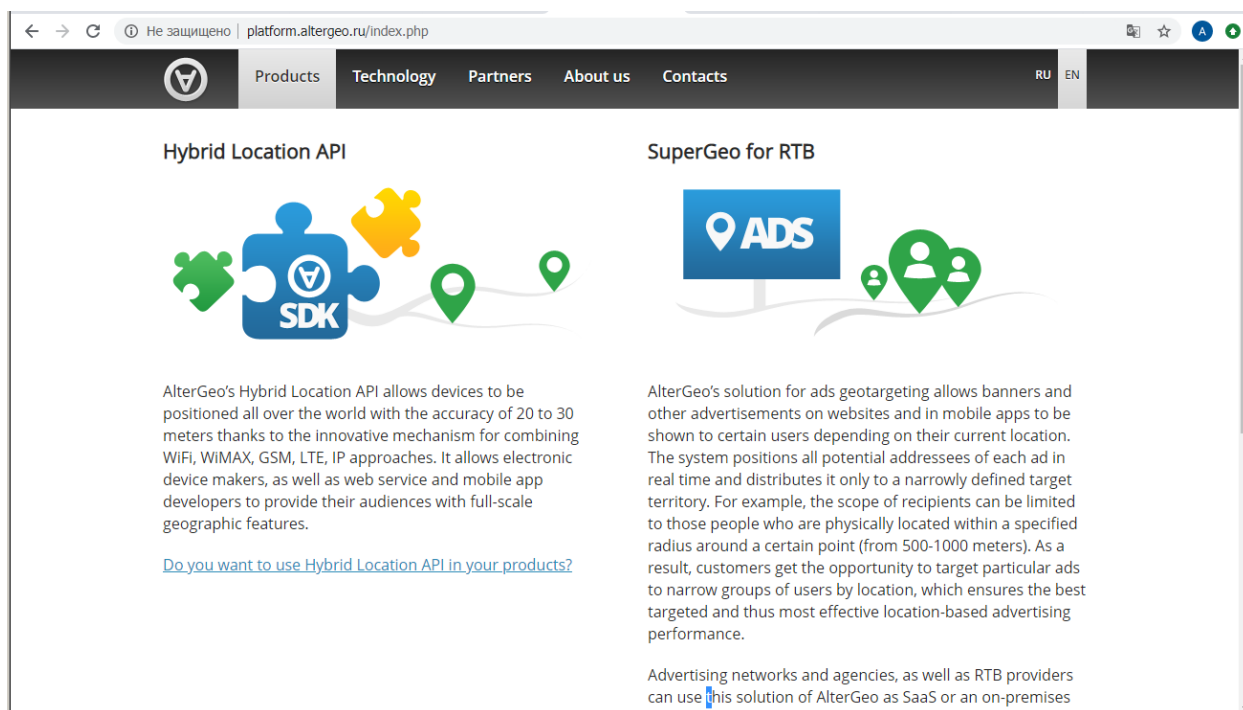 Не защищено
platform.altergeo.ru/index.php
A
Products
Technology
Partners
About us
Contacts
RU
EN
Hybrid Location API
SDK
AlterGeo’s Hybrid Location API allows devices to be
positioned all over the world with the accuracy of 20 to 30
meters thanks to the innovative mechanism for combining
WiFi, WiMAX, GSM, LTE, IP approaches. It allows electronic
device makers, as well as web service and mobile app
developers to provide their audiences with full-scale
geographic features.
Do you want to use Hybrid Location API in your products?
SuperGeo for RTB
ADS
AlterGeo’s solution for ads geotargeting allows banners and
other advertisements on websites and in mobile apps to be
shown to certain users depending on their current location.
The system positions all potential addressees of each ad in
real time and distributes it only to a narrowly defined target
territory. For example, the scope of recipients can be limited
to those people who are physically located within a specified
radius around a certain point (from 500-1000 meters). As a
result, customers get the opportunity to target particular ads
to narrow groups of users by location, which ensures the best
targeted and thus most effective location-based advertising
performance.
Advertising networks and agencies, as well as RTB providers
can use this solution of AlterGeo as SaaS or an on-premises